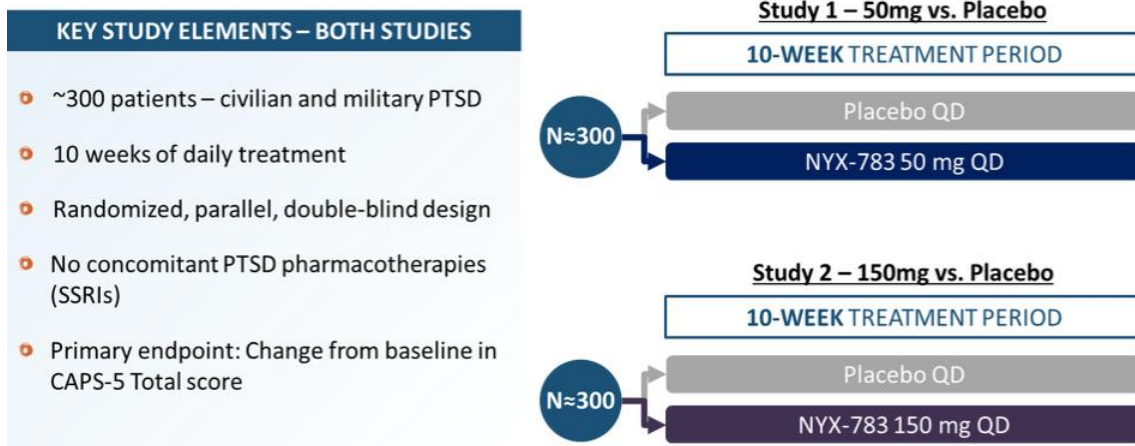 KEY STUDY ELEMENTS – BOTH STUDIES
~300 patients – civilian and military PTSD
10 weeks of daily treatment
Randomized, parallel, double-blind design
No concomitant PTSD pharmacotherapies
(SSRIs)
Primary endpoint: Change from baseline in
CAPS-5 Total score
Study 1 – 50mg vs. Placebo
10-WEEK TREATMENT PERIOD
N≈300
Placebo QD
NYX-783 50 mg QD
Study 2 – 150mg vs. Placebo
10-WEEK TREATMENT PERIOD
N≈300
Placebo QD
NYX-783 150 mg QD